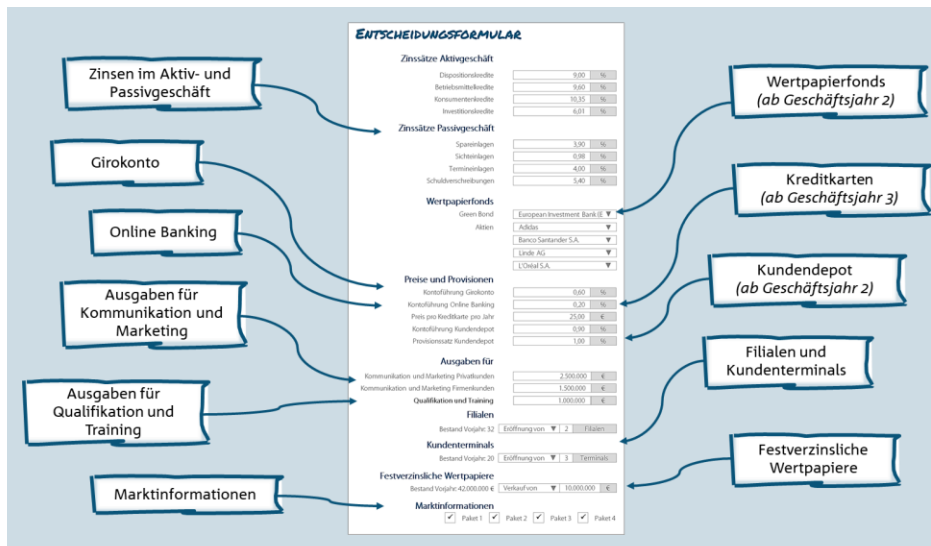 ENTSCHEIDUNGSFORMULAR
Zinssätze Aktivgeschäft
Dispositionskredite 9,00 %
Betriebsmittelkredite 9,60 %
Konsumentenkredite 10,35 %
Investitionskredite 6,01 %
Zinssätze Passivgeschäft
Spareinlagen 3,90 %
Sichteinlagen 0,98 %
Termineinlagen 4,00 %
Schuldverschreibungen 5,40 %
Wertpapierfonds
Green Bond European Investment Bank (E ▼
Aktien Adidas ▼
Banco Santander S.A. ▼
Linde AG ▼
L'Oréal S.A. ▼
Preise und Provisionen
Kontoführung Girokonto 0,60 %
Kontoführung Online Banking 0,20 %
Preis pro Kreditkarte pro Jahr 25,00 €
Kontoführung Kundendepot 0,00 %
Provisionssatz Kundendepot 1,00 %
Ausgaben für
Kommunikation und Marketing Privatkunden 2.500.000 €
Kommunikation und Marketing Firmenkunden 1.500.000 €
Qualifikation und Training 1.000.000 €
Filialen
Bestand Vorjahr: 32 Eröffnung von ▼ 2 Filialen
Kundenterminals
Bestand Vorjahr: 20 Eröffnung von ▼ 3 Terminals
Festverzinsliche Wertpapiere
Bestand Vorjahr: 42.000.000 € Verkauf von ▼ 10.000.000 €
Marktinformationen
✔ Paket 1 ✔ Paket 2 ✔ Paket 3 ✔ Paket 4
Zinsen im Aktiv- und
Passivgeschäft
Girokonto
Online Banking
Ausgaben für
Kommunikation und
Marketing
Ausgaben für
Qualifikation und
Training
Marktinformationen
Wertpapierfonds
(ab Geschäftsjahr 2)
Kreditkarten
(ab Geschäftsjahr 3)
Kundendepot
(ab Geschäftsjahr 2)
Filialen und
Kundenterminals
Festverzinsliche
Wertpapiere